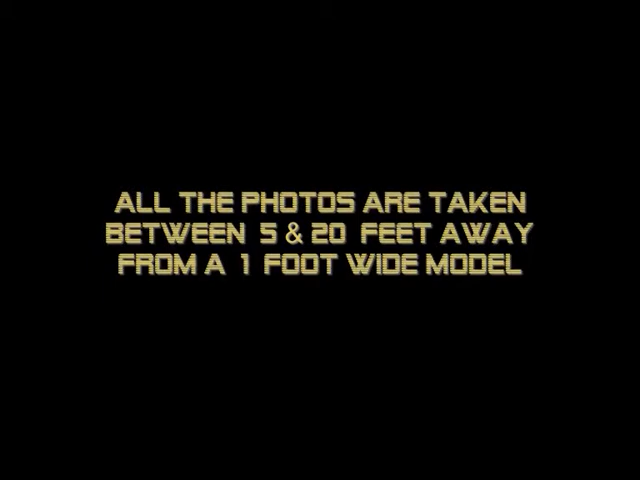 ALL THE PHOTOS ARE TAKEN
BETWEEN 5 & 20 FEET AWAY
FROM A 1 FOOT WIDE MODEL